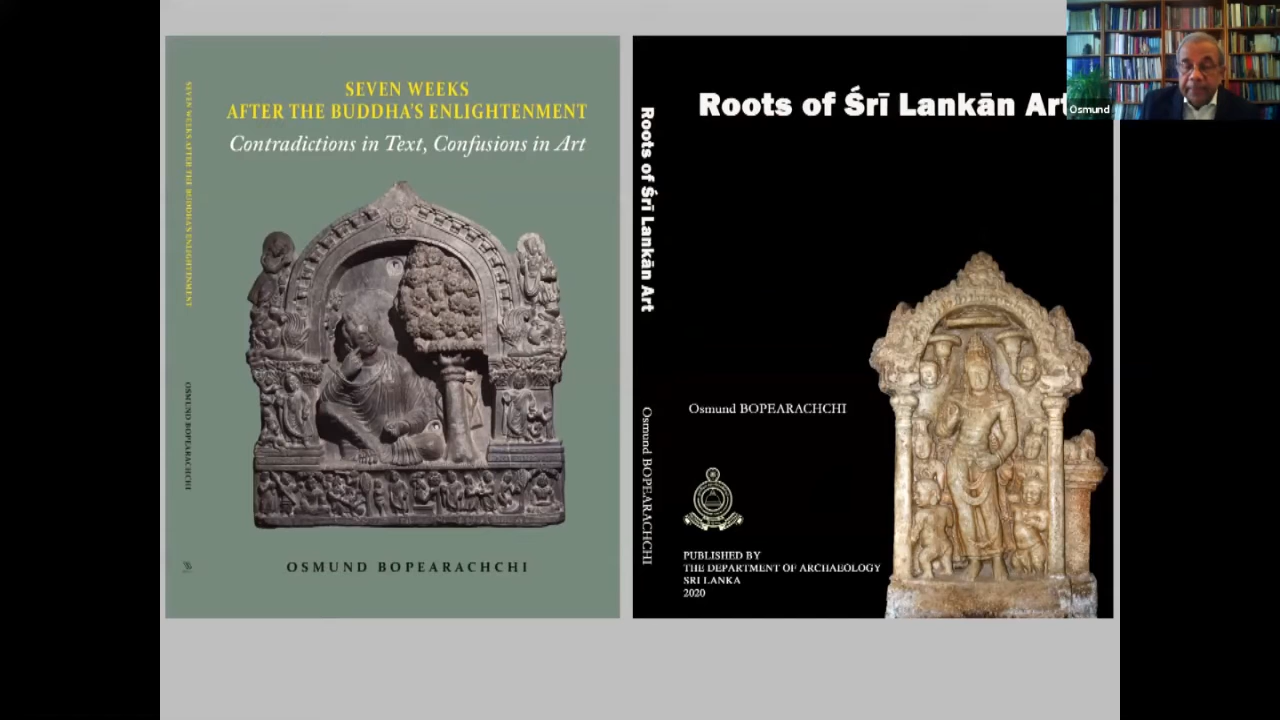 SEVEN WEEKS AFTER THE BUDDHA'S ENLIGHTENMENT
OSMUND BOPEARACHCHI
SEVEN WEEKS
AFTER THE BUDDHA'S ENLIGHTENMENT
Contradictions in Text, Confusions in Art
OSMUND BOPEARACHCHI
Roots of Śrī Lankān Art
Osmund BOPEARACHCHI
Roots of Śrī Lankān Art
Osmund BOPEARACHCHI
PUBLISHED BY
THE DEPARTMENT OF ARCHAEOLOGY
SRI LANKA
2020
Osmund